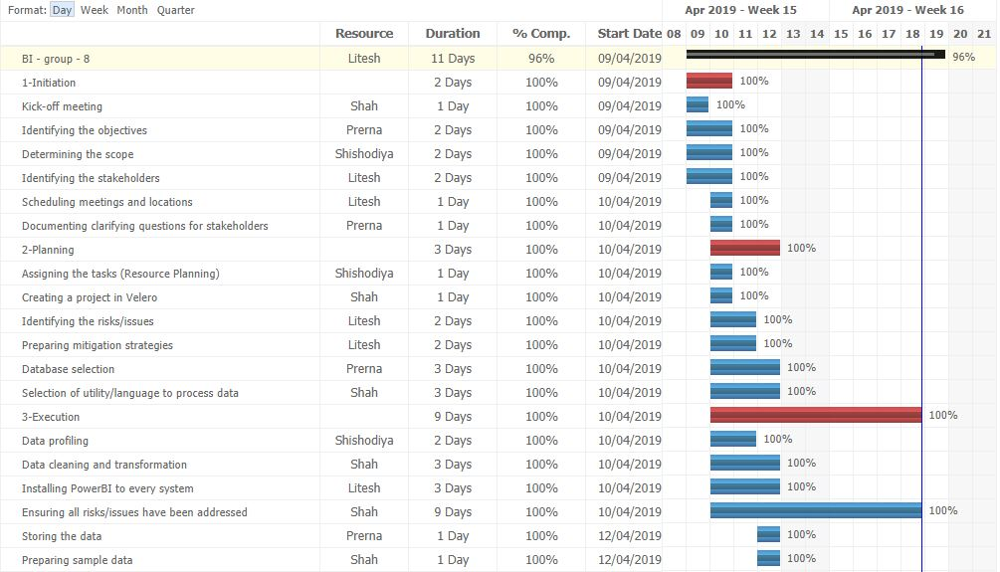 Format: Day Week Month Quarter Apr 2019 - Week 15 Apr 2019 - Week 16
Resource Duration % Comp. Start Date 08 09 10 11 12 13 14 15 16 17 18 19 20 21
BI - group - 8 Litesh 11 Days 96% 09/04/2019 96%
1-Initiation 2 Days 100% 09/04/2019 100%
Kick-off meeting Shah 1 Day 100% 09/04/2019 100%
Identifying the objectives Prerna 2 Days 100% 09/04/2019 100%
Determining the scope Shishodiya 2 Days 100% 09/04/2019 100%
Identifying the stakeholders Litesh 2 Days 100% 09/04/2019 100%
Scheduling meetings and locations Litesh 1 Day 100% 10/04/2019 100%
Documenting clarifying questions for stakeholders Prerna 1 Day 100% 10/04/2019 100%
2-Planning 3 Days 100% 10/04/2019 100%
Assigning the tasks (Resource Planning) Shishodiya 1 Day 100% 10/04/2019 100%
Creating a project in Velero Shah 1 Day 100% 10/04/2019 100%
Identifying the risks/issues Litesh 2 Days 100% 10/04/2019 100%
Preparing mitigation strategies Litesh 2 Days 100% 10/04/2019 100%
Database selection Prerna 3 Days 100% 10/04/2019 100%
Selection of utility/language to process data Shah 3 Days 100% 10/04/2019 100%
3-Execution 9 Days 100% 10/04/2019 100%
Data profiling Shishodiya 2 Days 100% 10/04/2019 100%
Data cleaning and transformation Shah 3 Days 100% 10/04/2019 100%
Installing PowerBI to every system Litesh 3 Days 100% 10/04/2019 100%
Ensuring all risks/issues have been addressed Shah 9 Days 100% 10/04/2019 100%
Storing the data Prerna 1 Day 100% 12/04/2019 100%
Preparing sample data Shah 1 Day 100% 12/04/2019 100%